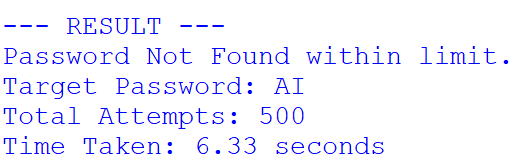 --- RESULT ---
Password Not Found within limit.
Target Password: AI
Total Attempts: 500
Time Taken: 6.33 seconds